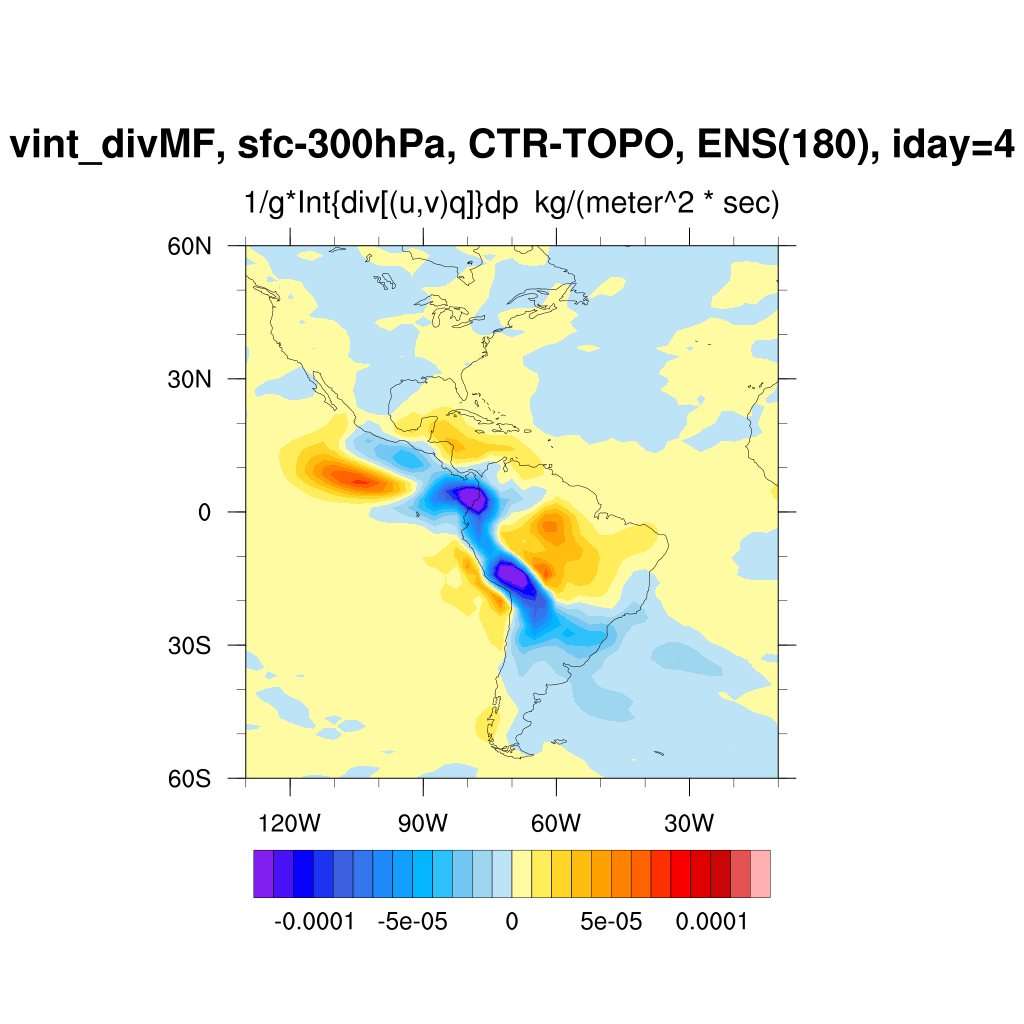 vint_divMF, sfc-300hPa, CTR-TOPO, ENS(180), iday=4
1/g*Int{div[(u,v)q]}dp  kg/(meter^2 * sec)
60N
30N
0
30S
60S
120W 90W 60W 30W
-0.0001 -5e-05 0 5e-05 0.0001